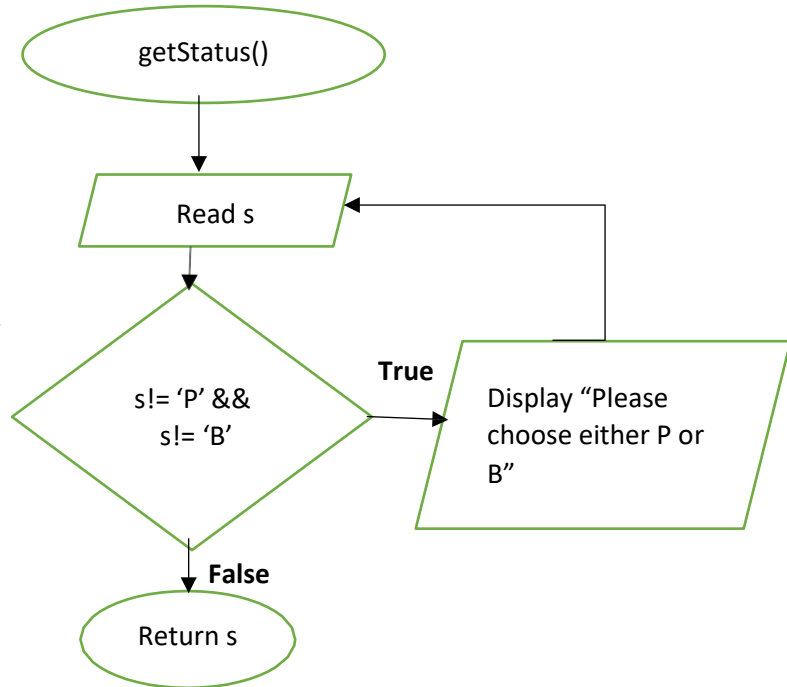 getStatus()
Read s
s!= ‘P’ &&
s!= ‘B’
True
Display “Please
choose either P or
B”
False
Return s